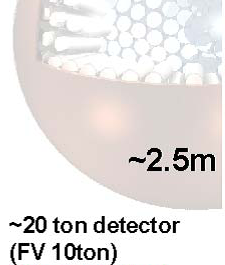 ~2.5m
~20 ton detector
(FV 10ton)